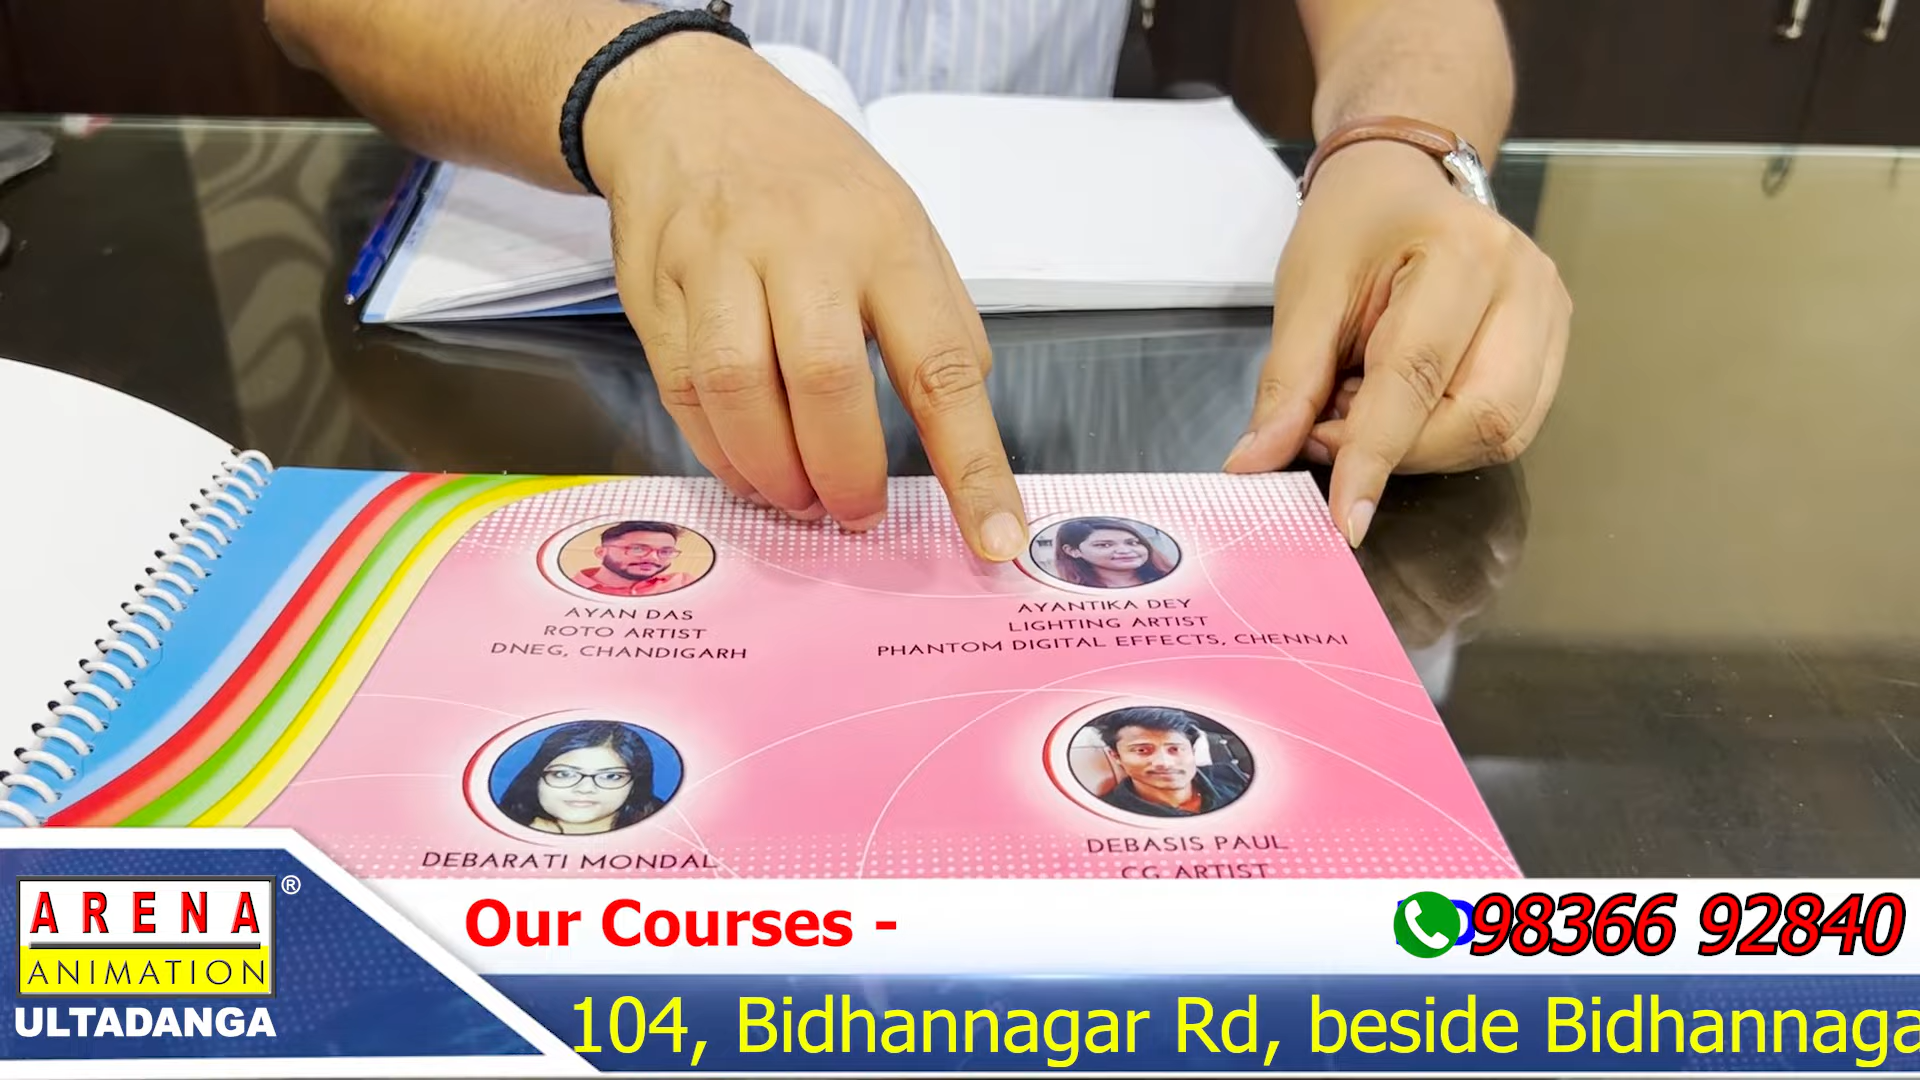 AYAN DAS
ROTO ARTIST
DNEG, CHANDIGARH
AYANTIKA DEY
LIGHTING ARTIST
PHANTOM DIGITAL EFFECTS, CHENNAI
DEBARATI MONDAL
DEBASIS PAUL
CG ARTIST
ARENA®
ANIMATION
ULTADANGA
Our Courses -
98366 92840
104, Bidhannagar Rd, beside Bidhannaga